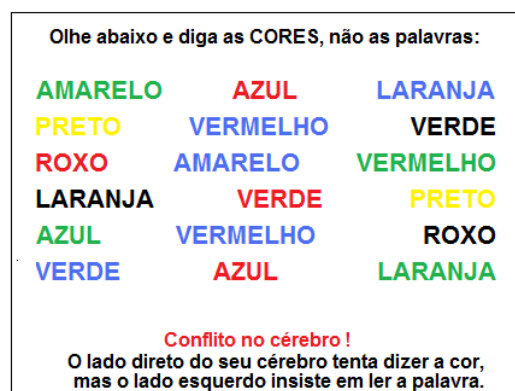 Olhe abaixo e diga as CORES, não as palavras:
AMARELO AZUL LARANJA
PRETO VERMELHO VERDE
ROXO AMARELO VERMELHO
LARANJA VERDE PRETO
AZUL VERMELHO ROXO
VERDE AZUL LARANJA
Conflito no cérebro !
O lado direto do seu cérebro tenta dizer a cor,
mas o lado esquerdo insiste em ler a palavra.